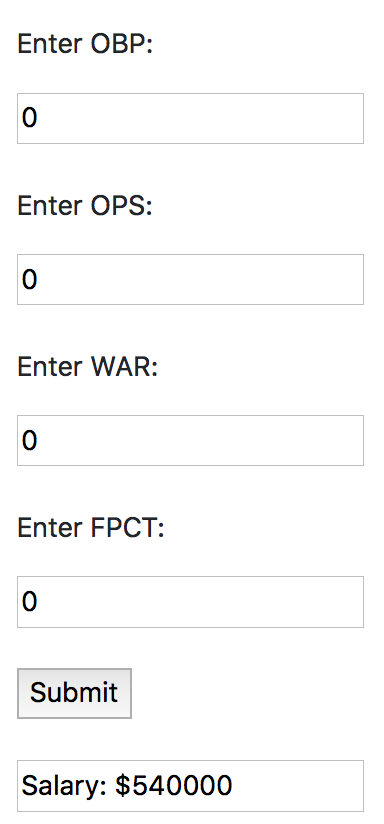 Enter OBP:
0
Enter OPS:
0
Enter WAR:
0
Enter FPCT:
0
Submit
Salary: $540000